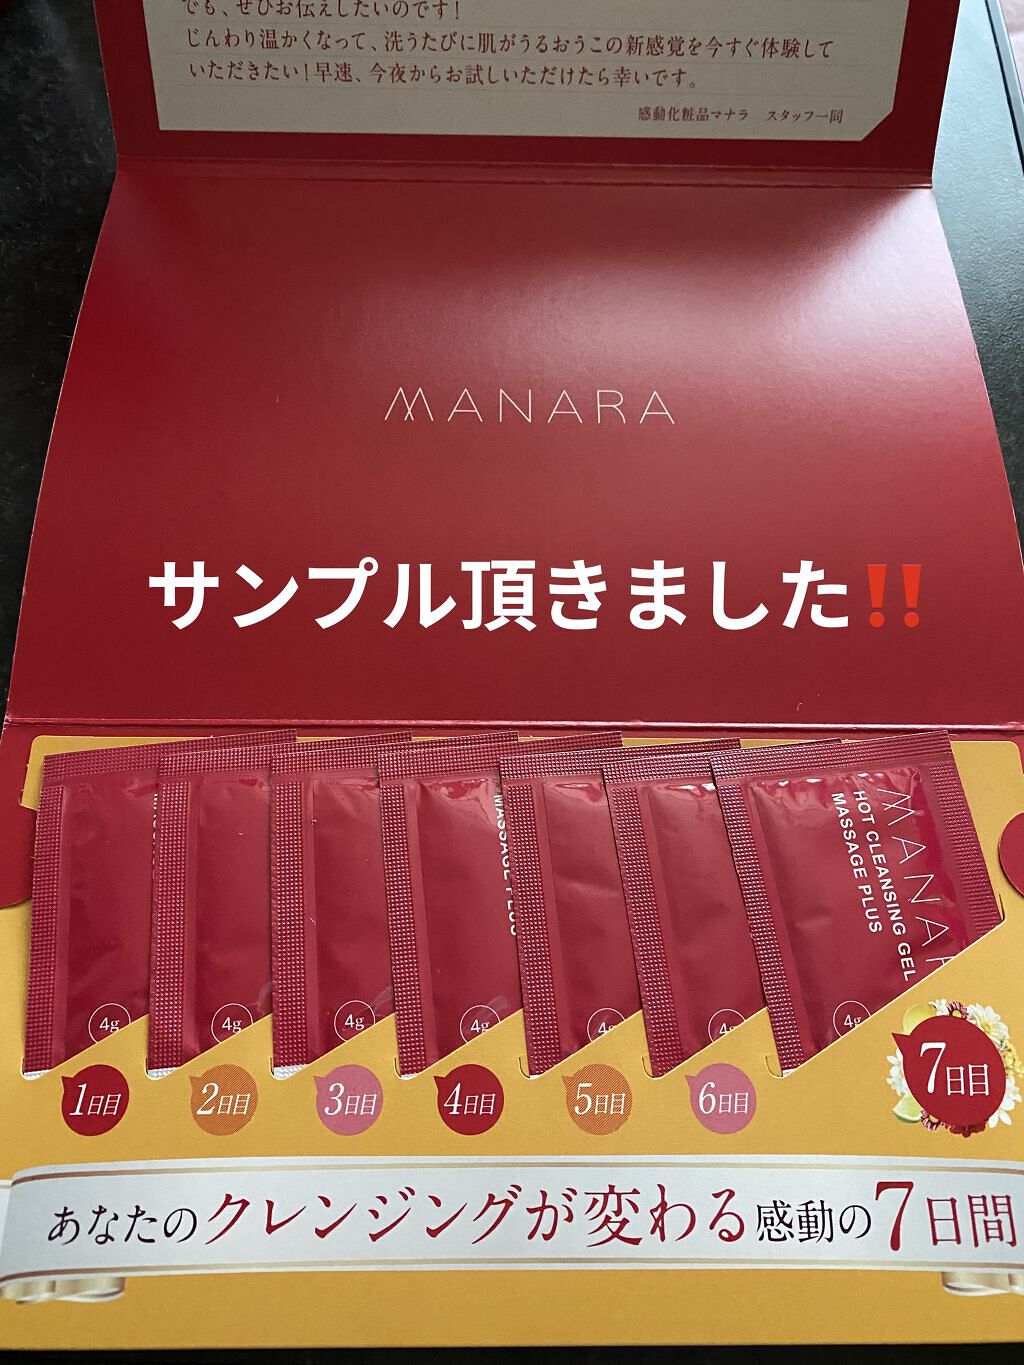 でも、ぜひお伝えしたいのです！
じんわり温かくなって、洗うたびに肌がうるおうこの新感覚を今すぐ体験して
いただきたい！早速、今夜からお試しいただけたら幸いです。
感動化粧品マナラ　スタッフ一同
MANARA
サンプル頂きました‼
MASSAGE PLUS
MANAR
HOT CLEANSING GEL
MASSAGE PLUS
4g
4g
4g
4g
4g
4g
4g
1日目
2日目
3日目
4日目
5日目
6日目
7日目
あなたのクレンジングが変わる感動の7日間